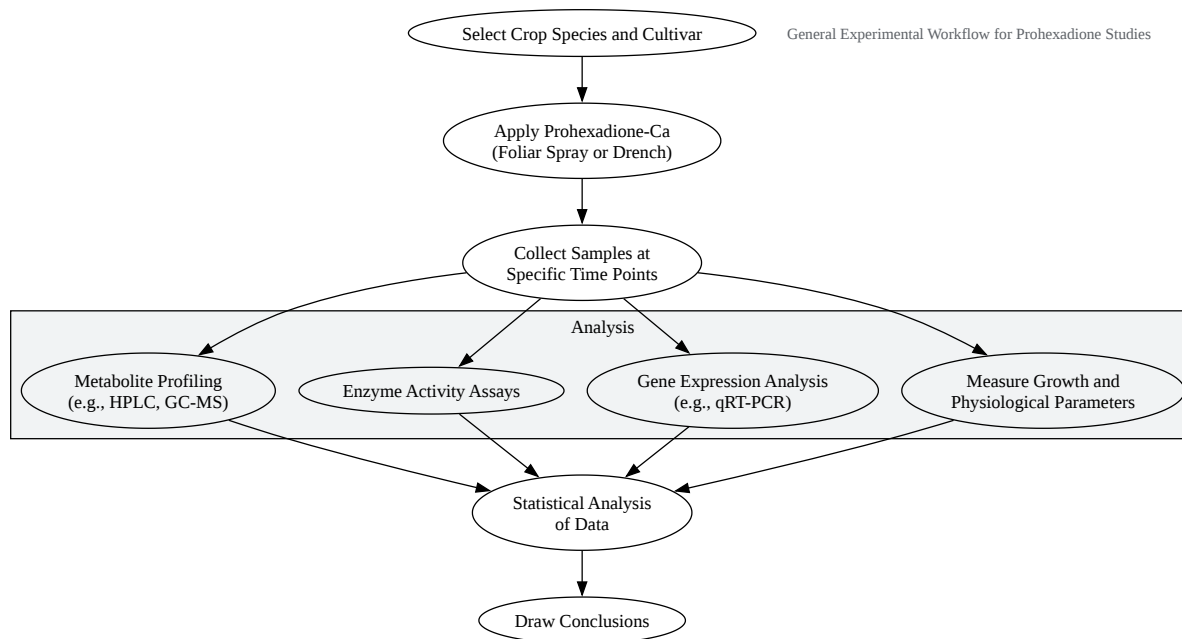 Select Crop Species and Cultivar
General Experimental Workflow for Prohexadione Studies
Apply Prohexadione-Ca
(Foliar Spray or Drench)
Collect Samples at
Specific Time Points
Analysis
Metabolite Profiling
(e.g., HPLC, GC-MS)
Enzyme Activity Assays
Gene Expression Analysis
(e.g., qRT-PCR)
Measure Growth and
Physiological Parameters
Statistical Analysis
of Data
Draw Conclusions